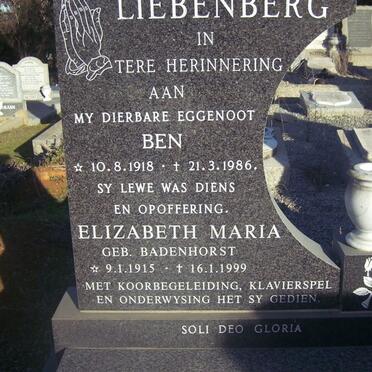 LIEBENBERG
IN
TERE HERINNERING
AAN
MY DIERBARE EGGENOOT
BEN
☆ 10.8.1918 · † 21.3.1986.
SY LEWE WAS DIENS
EN OPOFFERING.
ELIZABETH MARIA
GEB. BADENHORST
☆ 9.1.1915 · † 16.1.1999
MET KOORBEGELEIDING, KLAVIERSPEL
EN ONDERWYSING HET SY GEDIEN.
SOLI DEO GLORIA